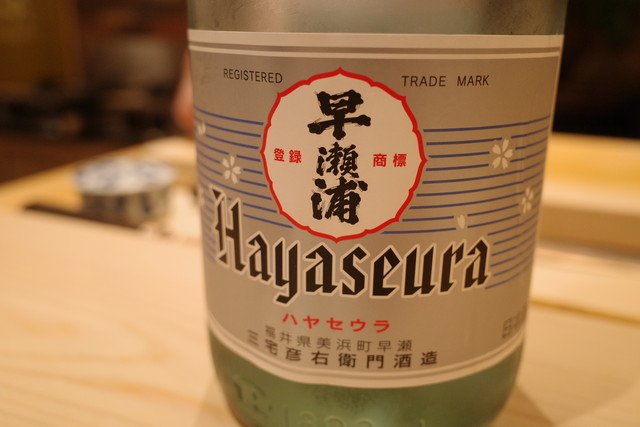 REGISTERED TRADE MARK
早瀬浦
登録 商標
Hayaseura
ハヤセウラ
福井県美浜町早瀬
三宅彦右衛門酒造